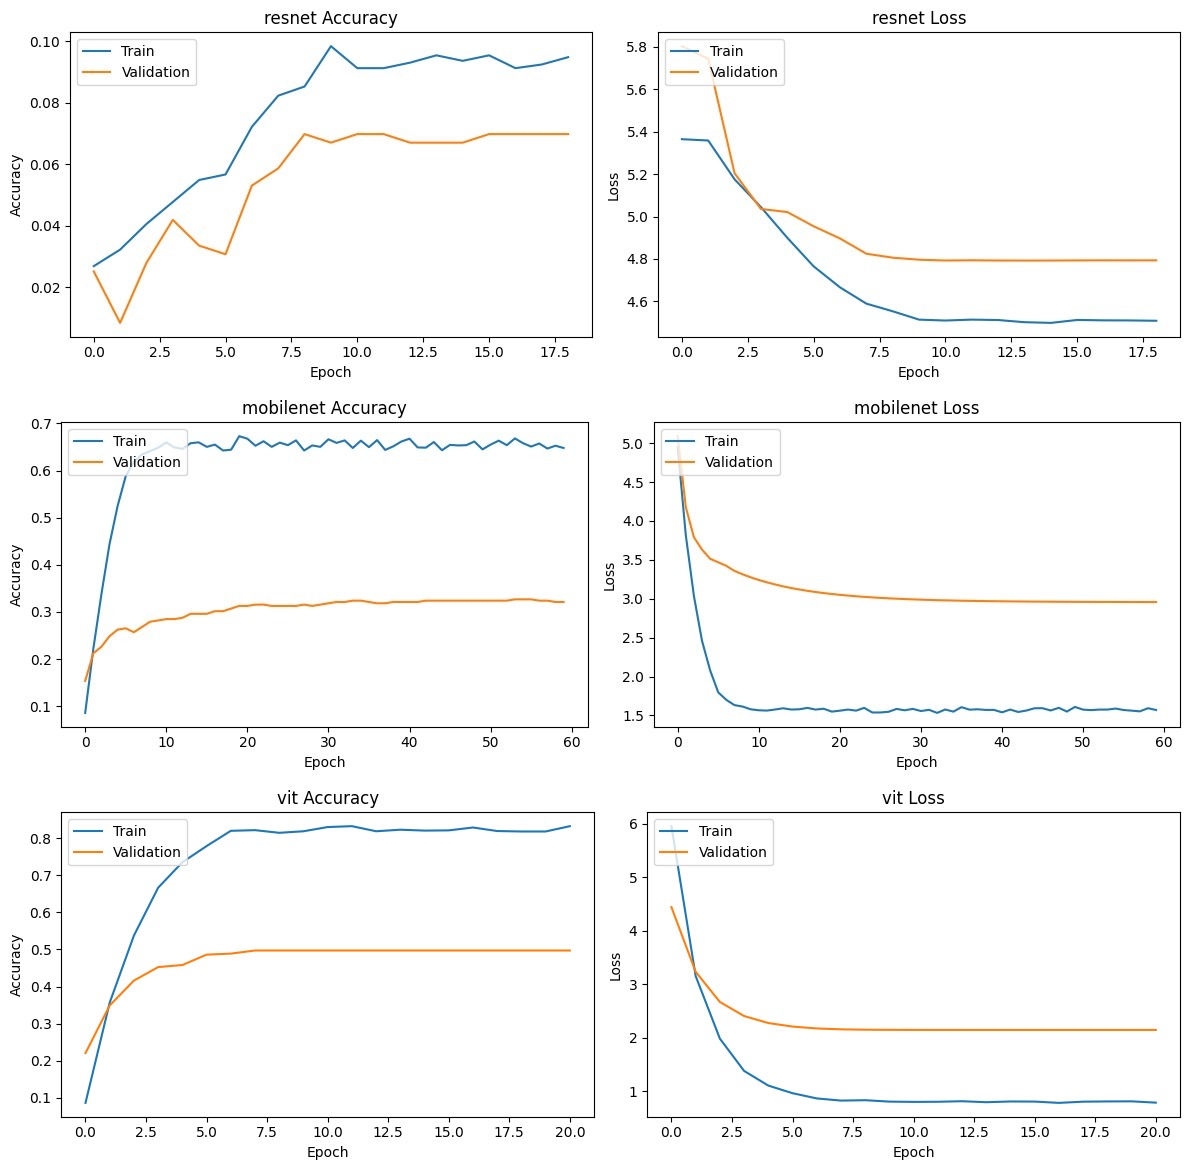 resnet Accuracy
Train
Validation
Accuracy
0.10
0.08
0.06
0.04
0.02
0.0 2.5 5.0 7.5 10.0 12.5 15.0 17.5
Epoch
resnet Loss
Train
Validation
Loss
5.8
5.6
5.4
5.2
5.0
4.8
4.6
0.0 2.5 5.0 7.5 10.0 12.5 15.0 17.5
Epoch
mobilenet Accuracy
Train
Validation
Accuracy
0.7
0.6
0.5
0.4
0.3
0.2
0.1
0 10 20 30 40 50 60
Epoch
mobilenet Loss
Train
Validation
Loss
5.0
4.5
4.0
3.5
3.0
2.5
2.0
1.5
0 10 20 30 40 50 60
Epoch
vit Accuracy
Train
Validation
Accuracy
0.8
0.7
0.6
0.5
0.4
0.3
0.2
0.1
0.0 2.5 5.0 7.5 10.0 12.5 15.0 17.5 20.0
Epoch
vit Loss
Train
Validation
Loss
6
5
4
3
2
1
0.0 2.5 5.0 7.5 10.0 12.5 15.0 17.5 20.0
Epoch